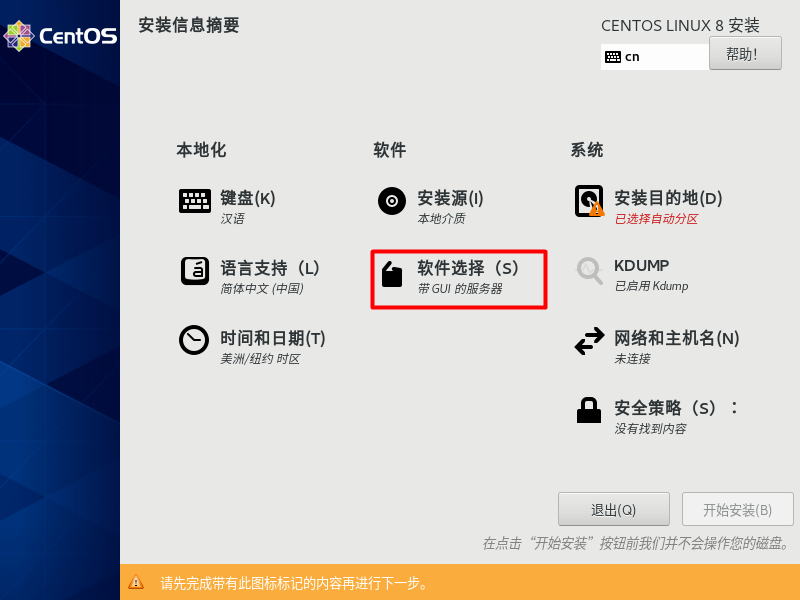 CentOS
安装信息摘要
CENTOS LINUX 8 安装
cn
帮助!
本地化
软件
系统
键盘(K)
汉语
安装源(I)
本地介质
安装目的地(D)
已选择自动分区
语言支持（L）
简体中文 (中国)
软件选择（S）
带 GUI 的服务器
KDUMP
已启用 Kdump
时间和日期(T)
美洲/纽约 时区
网络和主机名(N)
未连接
安全策略（S）：
没有找到内容
退出(Q)
开始安装(B)
在点击“开始安装”按钮前我们并不会操作您的磁盘。
请先完成带有此图标标记的内容再进行下一步。